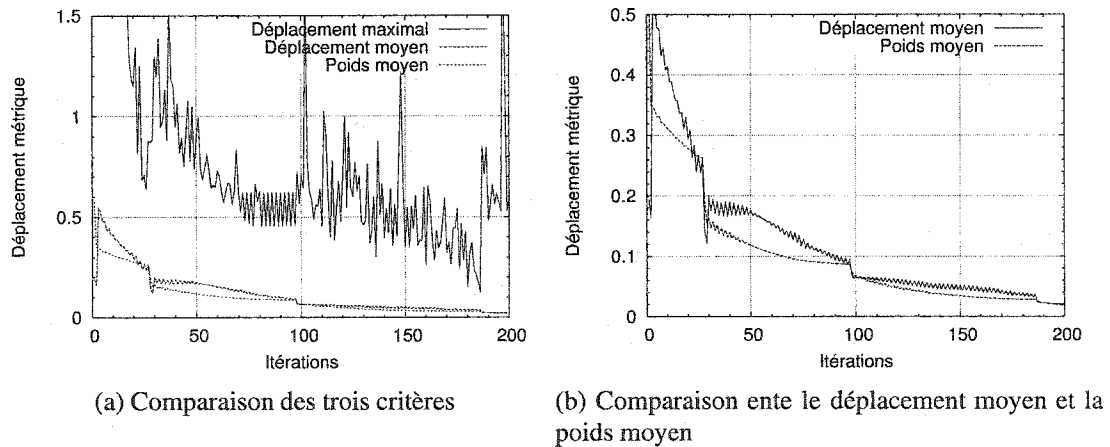 1.5
1
0.5
0
Déplacement métrique
Déplacement maximal
Déplacement moyen
Poids moyen
0 50 100 150 200
Itérations
(a) Comparaison des trois critères
0.5
0.4
0.3
0.2
0.1
0
Déplacement métrique
Déplacement moyen
Poids moyen
0 50 100 150 200
Itérations
(b) Comparaison ente le déplacement moyen et la
poids moyen